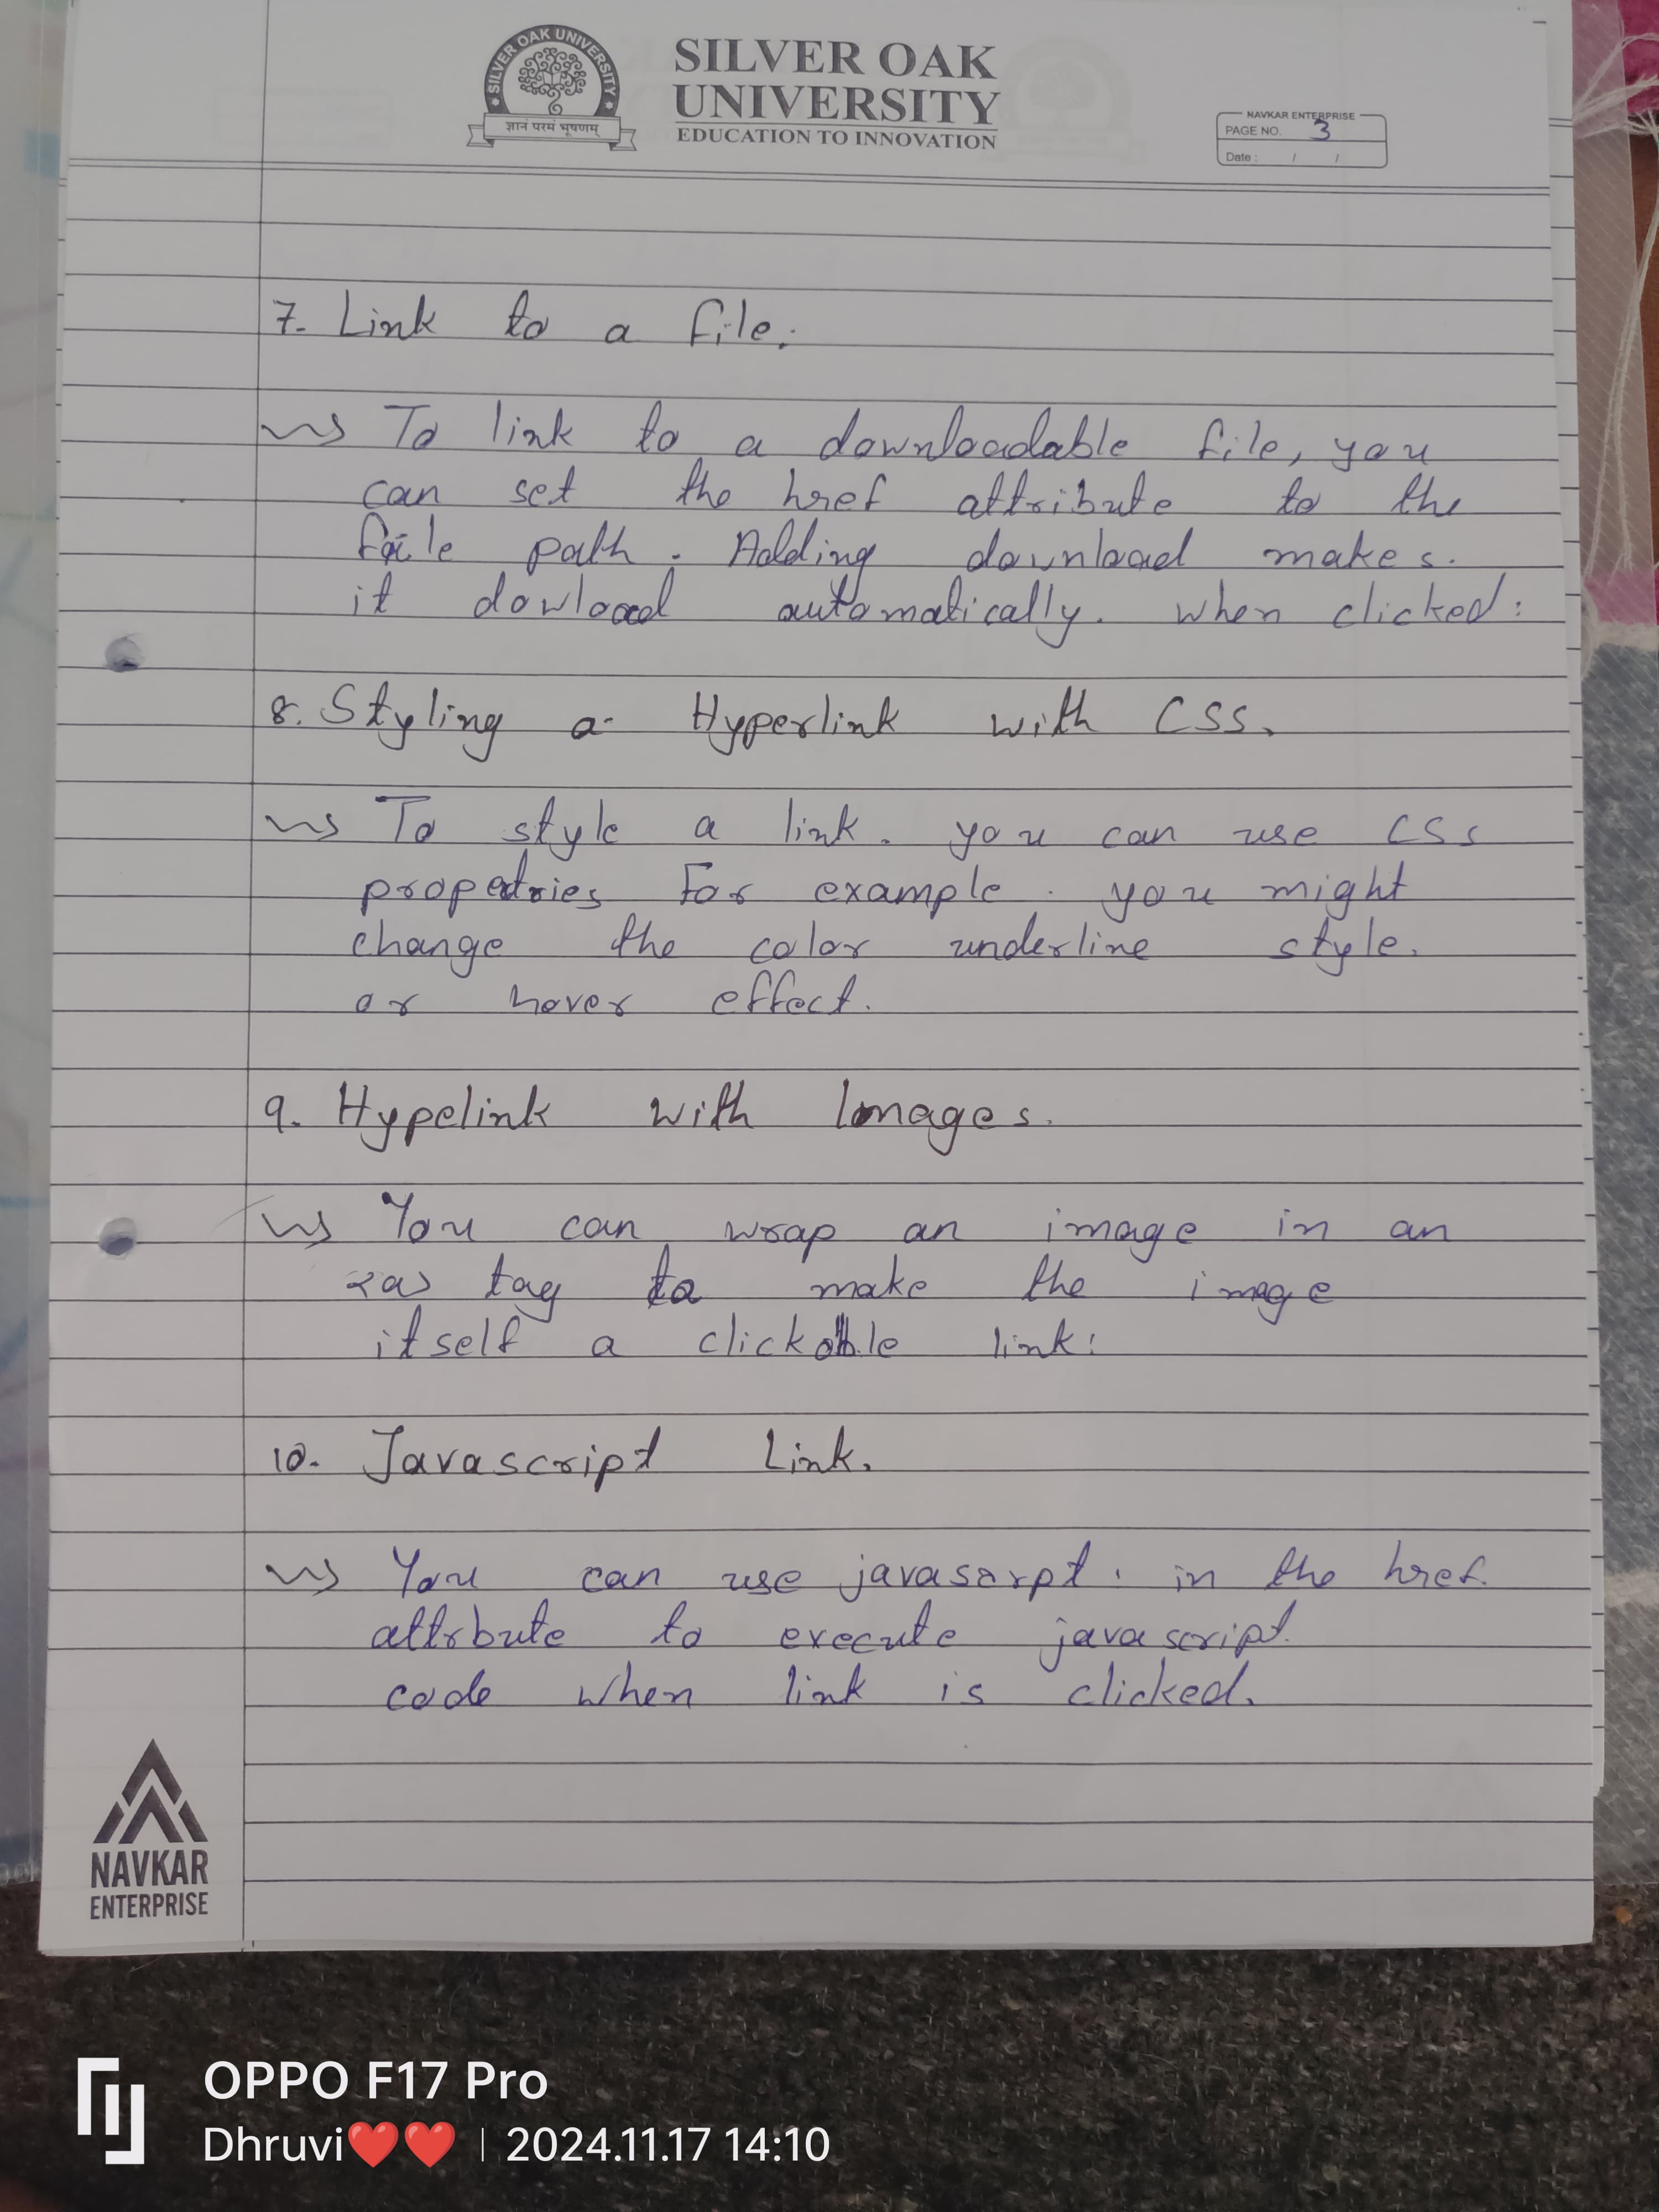 SILVER OAK UNIVERSITY
ज्ञानं परमं भूषणम्
SILVER OAK
UNIVERSITY
EDUCATION TO INNOVATION
NAVKAR ENTERPRISE
PAGE NO. 3
Date : / /
7. Link to a file.
To link to a downloadable file, you
can set the href attribute to the
file path. Adding download makes.
it dowload automatically. when clicked:
8. Styling a Hyperlink with CSS.
To style a link. you can use CSS
propetries For example. you might
change the color underline style.
or hover effect.
9. Hypelink with Images.
You can wrap an image in an
<a> tag to make the image
itself a clickable link:
10. Javascript Link.
You can use javasarpt. in the href.
attrbute to execute javascript.
code when link is clicked.
NAVKAR
ENTERPRISE
OPPO F17 Pro
Dhruvi❤️❤️ | 2024.11.17 14:10